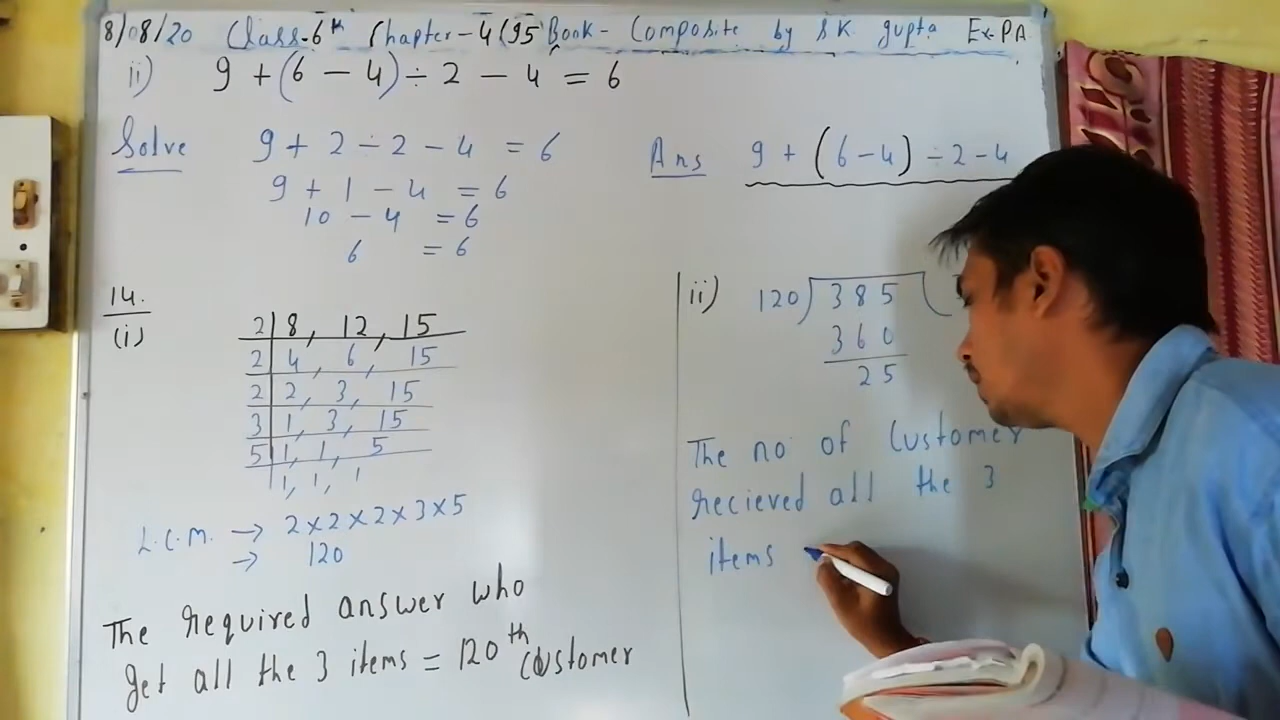 8/08/20 Class-6th Chapter-4 (95 Book- Composite by SK gupta Ex-PA
ii) 9 + (6 - 4) ÷ 2 - 4 = 6
Solve
9 + 2 ÷ 2 - 4 = 6
9 + 1 - 4 = 6
10 - 4 = 6
6 = 6
Ans 9 + (6-4) ÷ 2 - 4
14.
(i)
2| 8, 12, 15
2| 4, 6, 15
2| 2, 3, 15
3| 1, 3, 15
5| 1, 1, 5
| 1, 1, 1
L.C.M. → 2×2×2×3×5
→ 120
The required answer who
get all the 3 items = 120th Customer
ii) 120) 385 (
360
25
The no of Customer
recieved all the 3
items